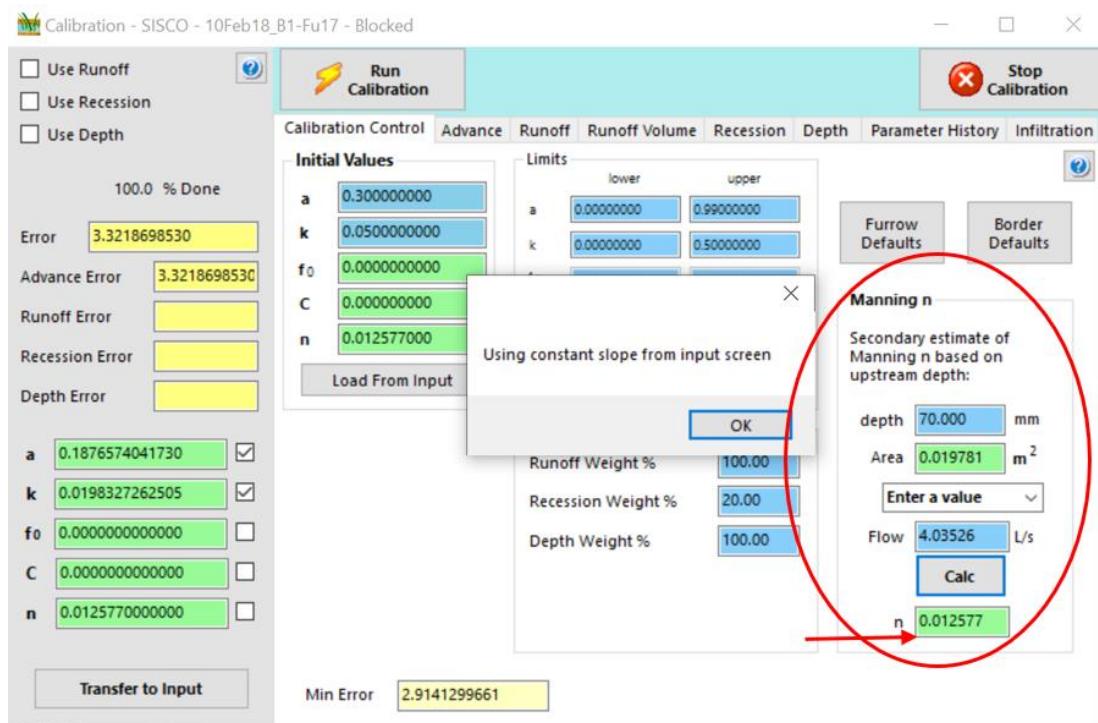 Calibration - SISCO - 10Feb18_B1-Fu17 - Blocked
Use Runoff
Use Recession
Use Depth
100.0 % Done
Error 3.3218698530
Advance Error 3.3218698530
Runoff Error
Recession Error
Depth Error
a 0.1876574041730
k 0.0198327262505
f0 0.0000000000000
C 0.0000000000000
n 0.0125770000000
Transfer to Input
Run
Calibration
Stop
Calibration
Calibration Control Advance Runoff Runoff Volume Recession Depth Parameter History Infiltration
Initial Values
a 0.300000000
k 0.0500000000
f0 0.0000000000
C 0.000000000
n 0.012577000
Load From Input
Limits
lower upper
a 0.00000000 0.99000000
k 0.00000000 0.50000000
Using constant slope from input screen
OK
Runoff Weight % 100.00
Recession Weight % 20.00
Depth Weight % 100.00
Min Error 2.9141299661
Furrow
Defaults
Border
Defaults
Manning n
Secondary estimate of
Manning n based on
upstream depth:
depth 70.000 mm
Area 0.019781 m2
Enter a value
Flow 4.03526 L/s
Calc
n 0.012577